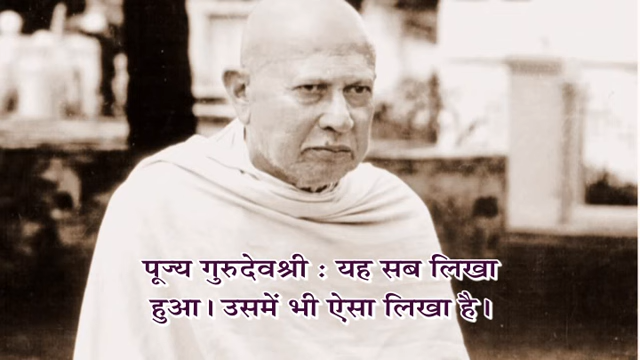 पूज्य गुरुदेवश्री : यह सब लिखा
हुआ। उसमें भी ऐसा लिखा है।